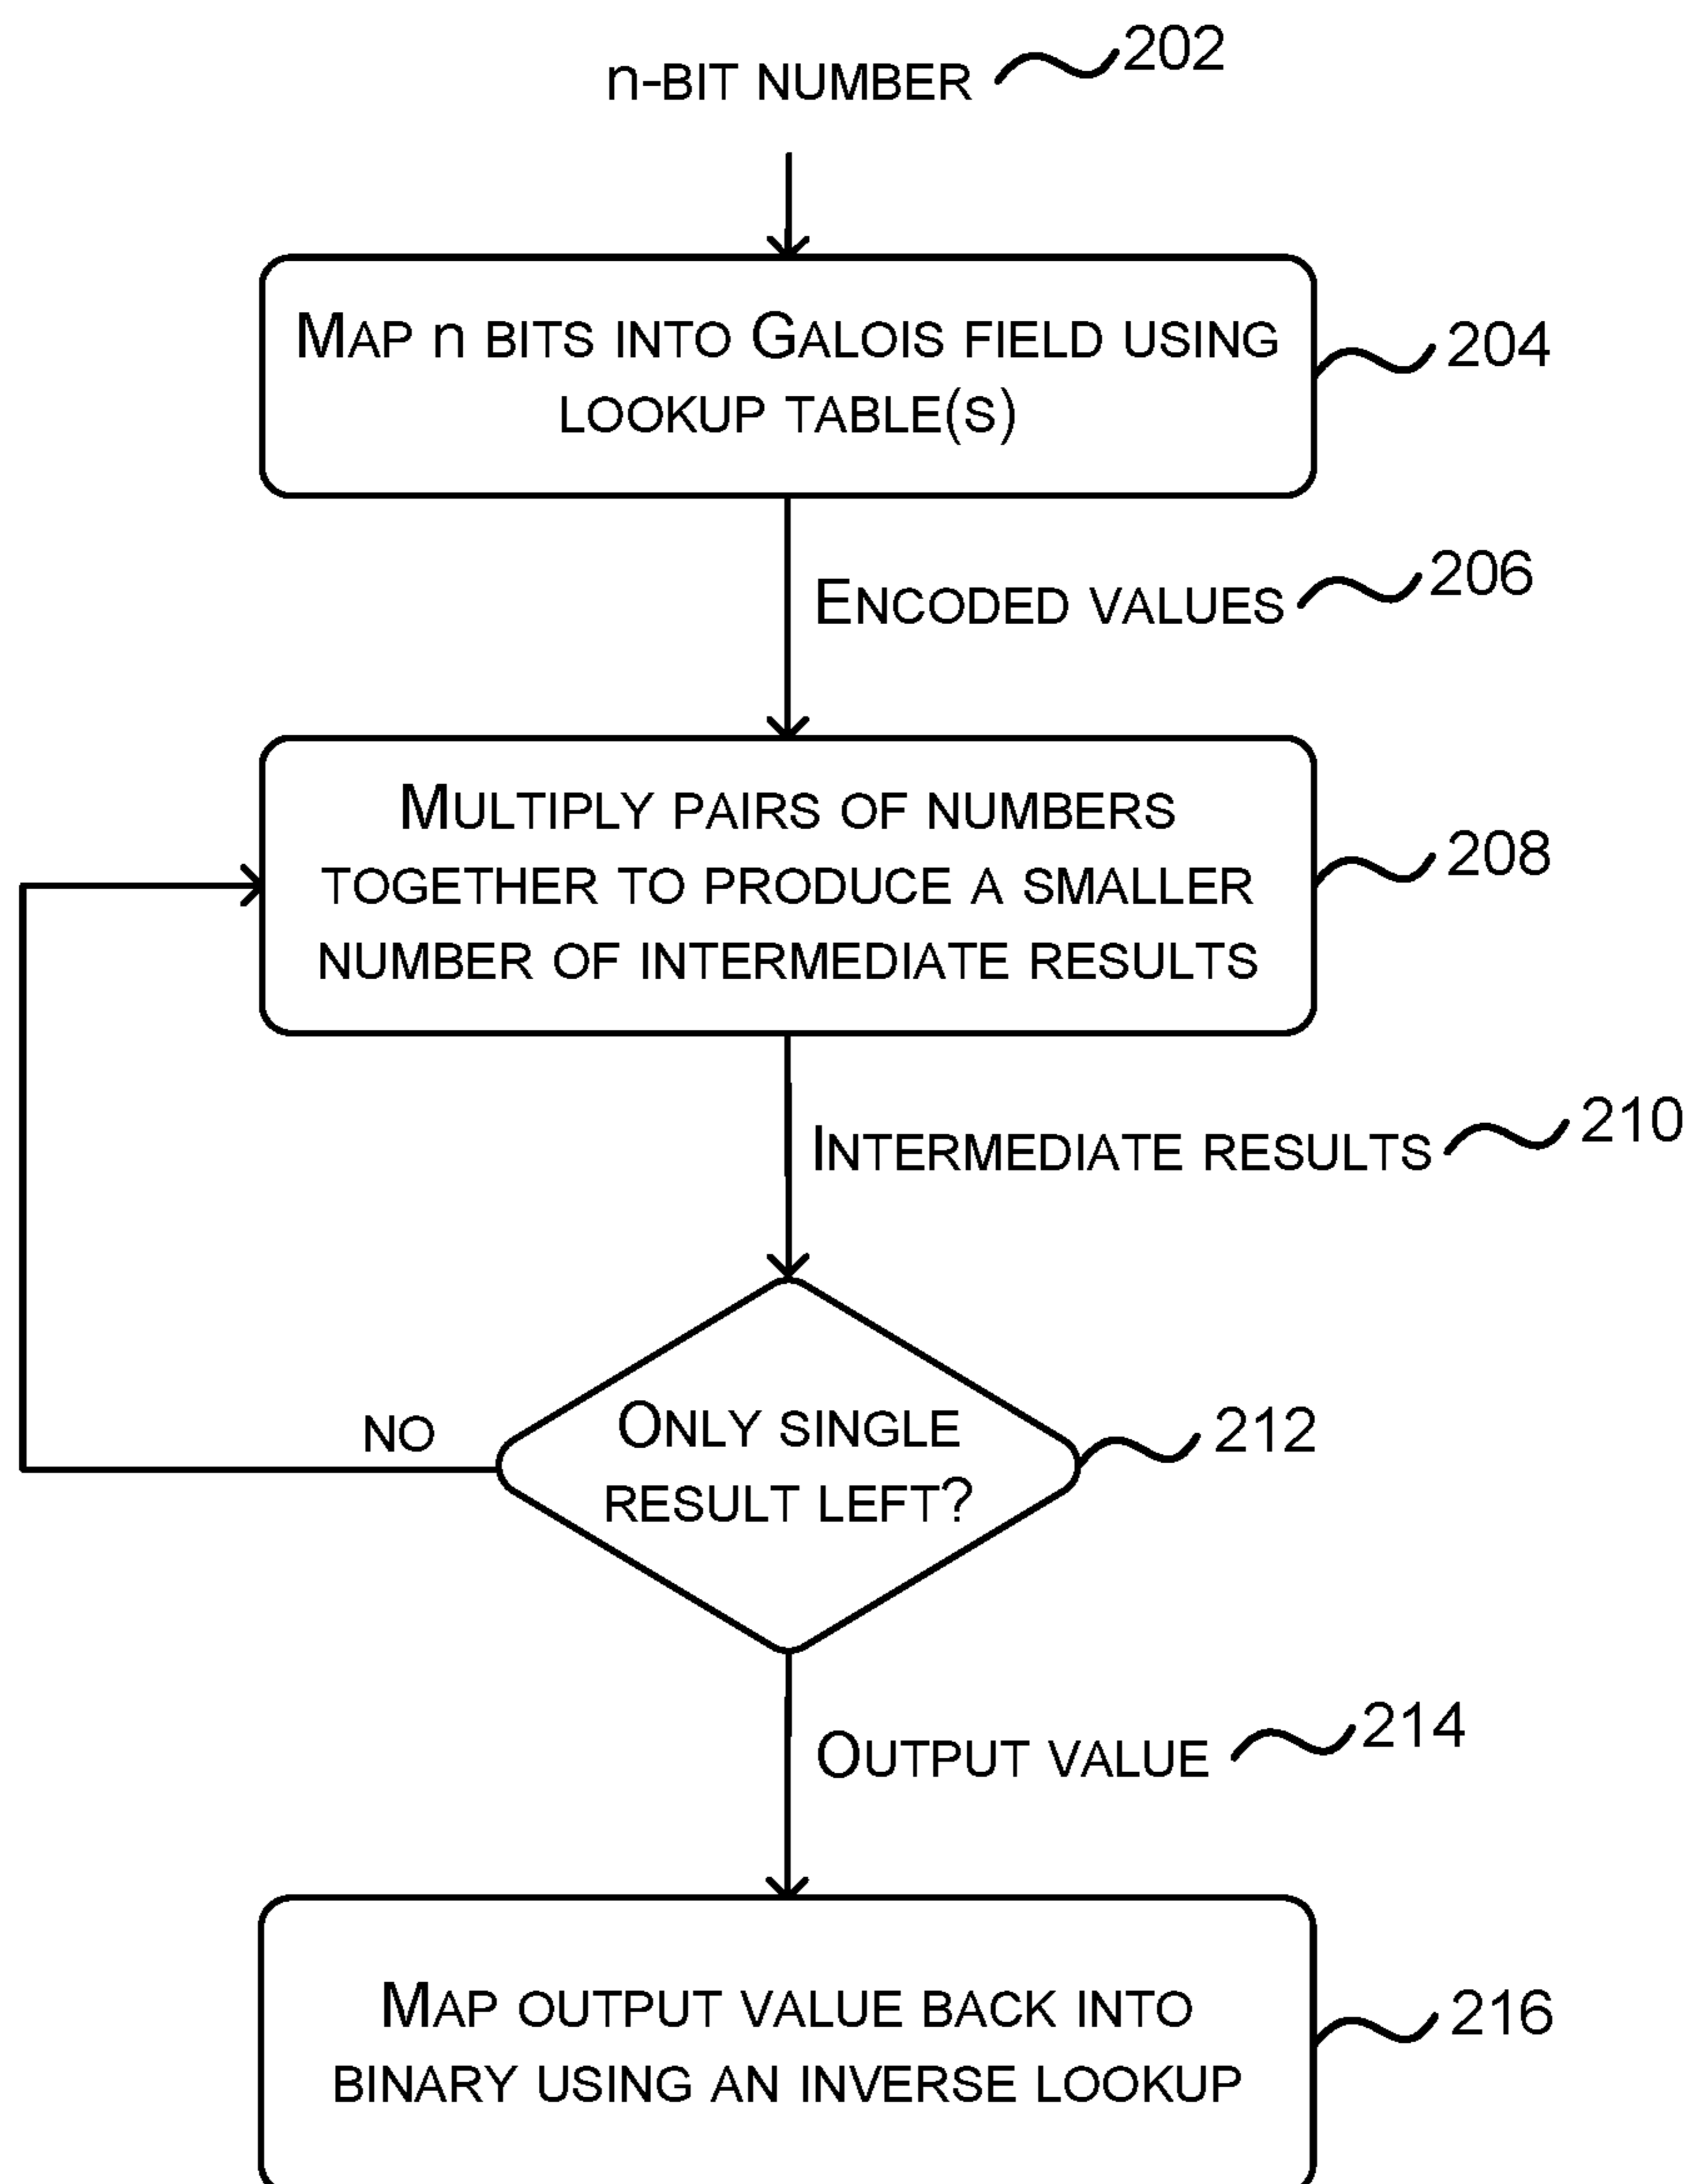 n-BIT NUMBER 202
MAP n BITS INTO GALOIS FIELD USING
LOOKUP TABLE(S)
204
ENCODED VALUES 206
MULTIPLY PAIRS OF NUMBERS
TOGETHER TO PRODUCE A SMALLER
NUMBER OF INTERMEDIATE RESULTS
208
INTERMEDIATE RESULTS 210
NO
ONLY SINGLE
RESULT LEFT?
212
OUTPUT VALUE 214
MAP OUTPUT VALUE BACK INTO
BINARY USING AN INVERSE LOOKUP
216